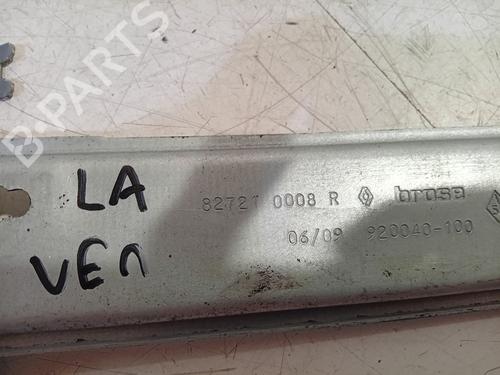 B-PARTS
LA
82721 0008 R brose
VEN
06/09 920040-100